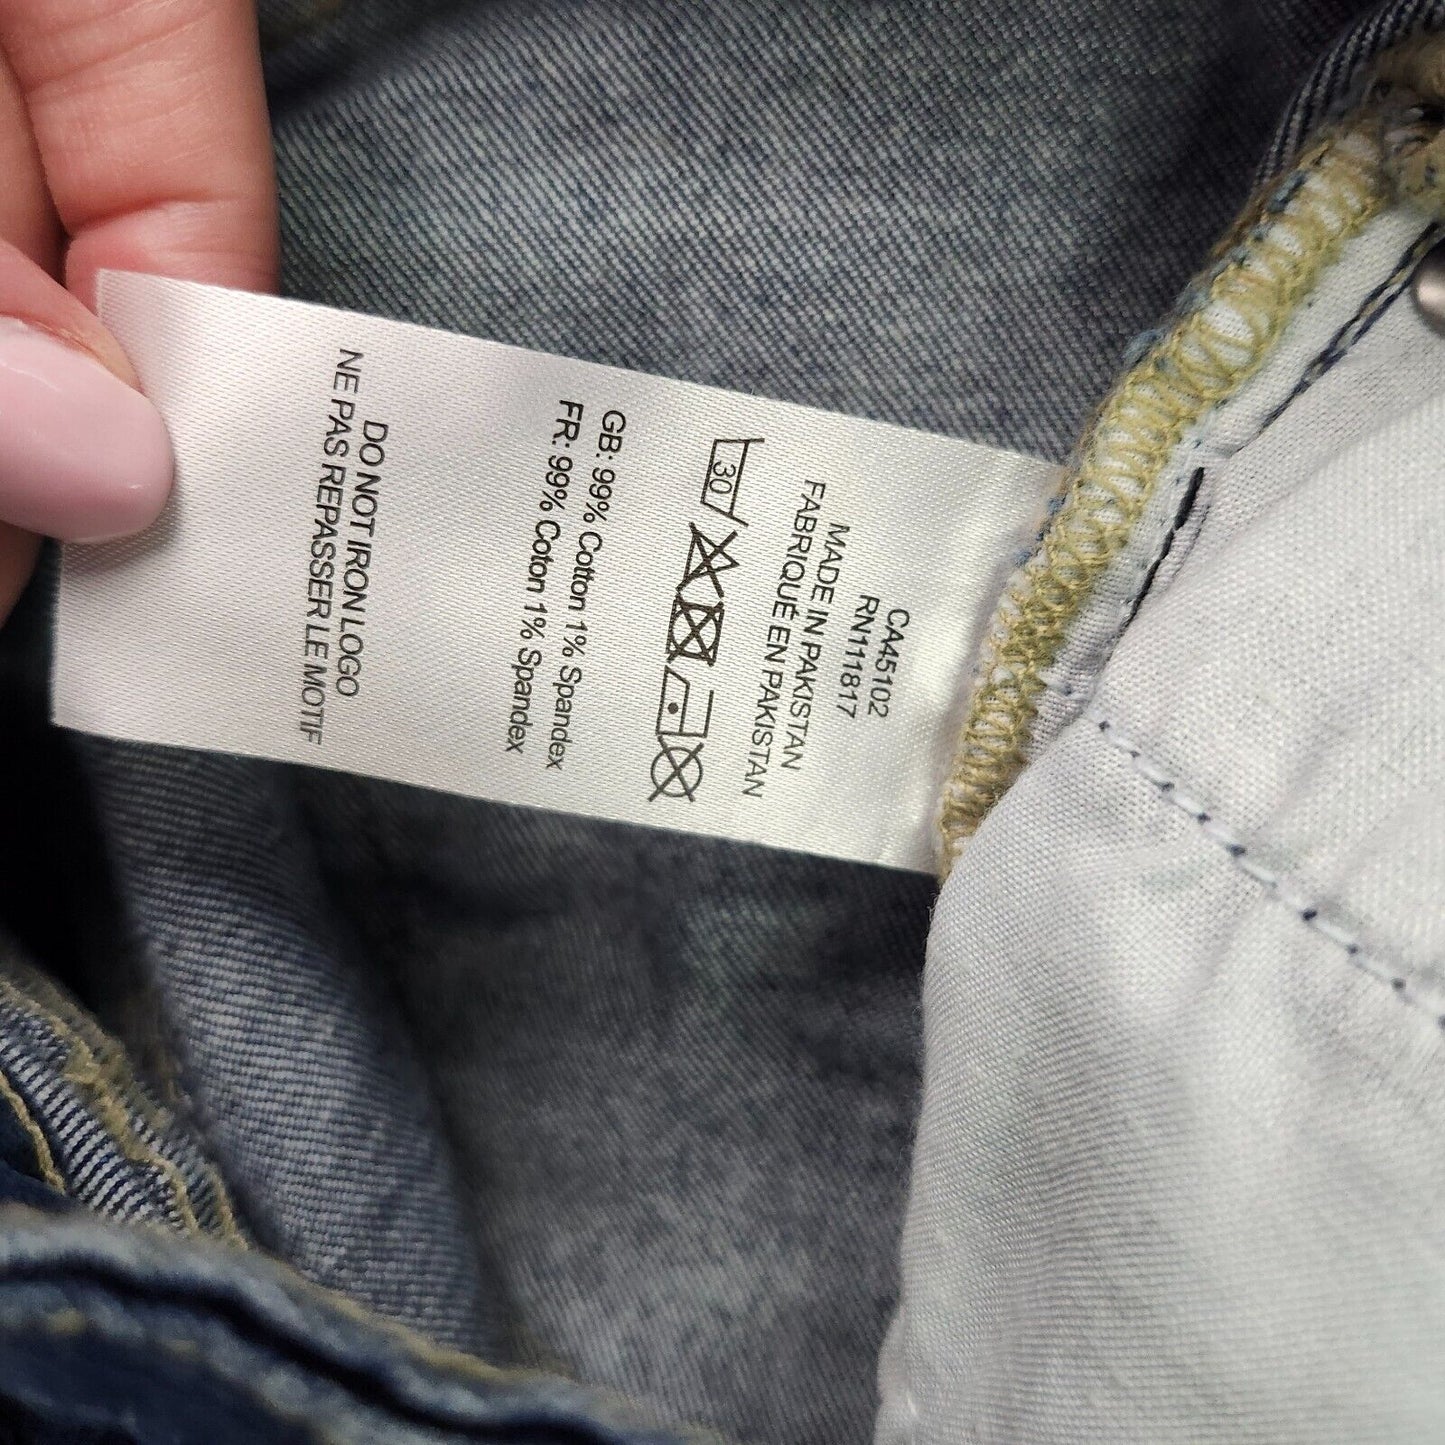 CA45102
RN111817
MADE IN PAKISTAN
FABRIQUÉ EN PAKISTAN
30
GB: 99% Cotton 1% Spandex
FR: 99% Coton 1% Spandex
DO NOT IRON LOGO
NE PAS REPASSER LE MOTIF